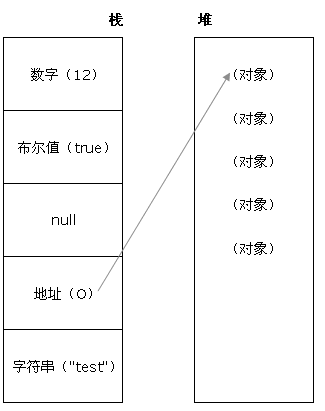 栈
堆
数字（12）
布尔值（true）
null
地址（O）
字符串（"test"）
（对象）
（对象）
（对象）
（对象）
（对象）